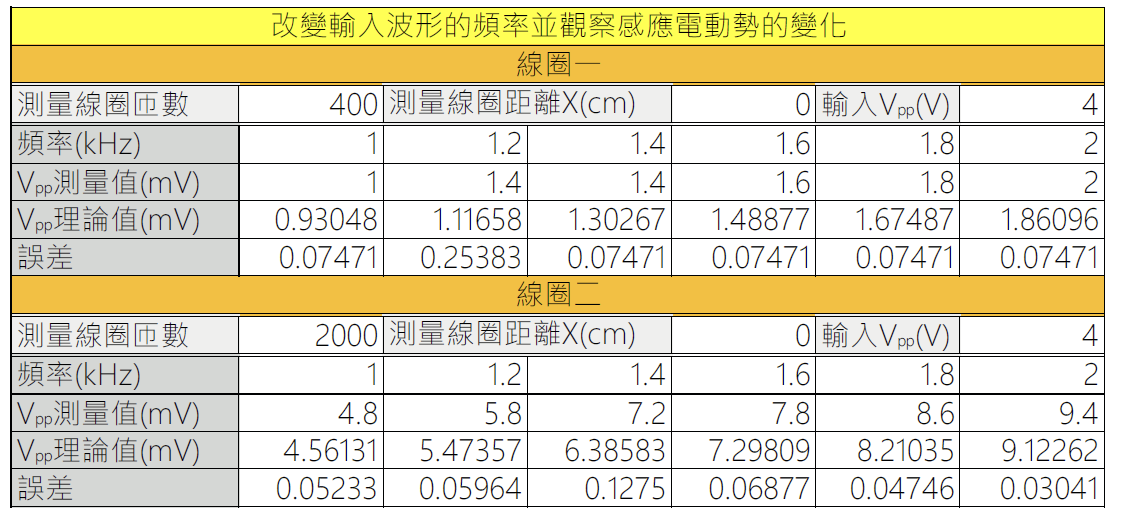 改變輸入波形的頻率並觀察感應電動勢的變化
線圈一
測量線圈匝數 400 測量線圈距離X(cm) 0 輸入Vpp(V) 4
頻率(kHz) 1 1.2 1.4 1.6 1.8 2
Vpp測量值(mV) 1 1.4 1.4 1.6 1.8 2
Vpp理論值(mV) 0.93048 1.11658 1.30267 1.48877 1.67487 1.86096
誤差 0.07471 0.25383 0.07471 0.07471 0.07471 0.07471
線圈二
測量線圈匝數 2000 測量線圈距離X(cm) 0 輸入Vpp(V) 4
頻率(kHz) 1 1.2 1.4 1.6 1.8 2
Vpp測量值(mV) 4.8 5.8 7.2 7.8 8.6 9.4
Vpp理論值(mV) 4.56131 5.47357 6.38583 7.29809 8.21035 9.12262
誤差 0.05233 0.05964 0.1275 0.06877 0.04746 0.03041